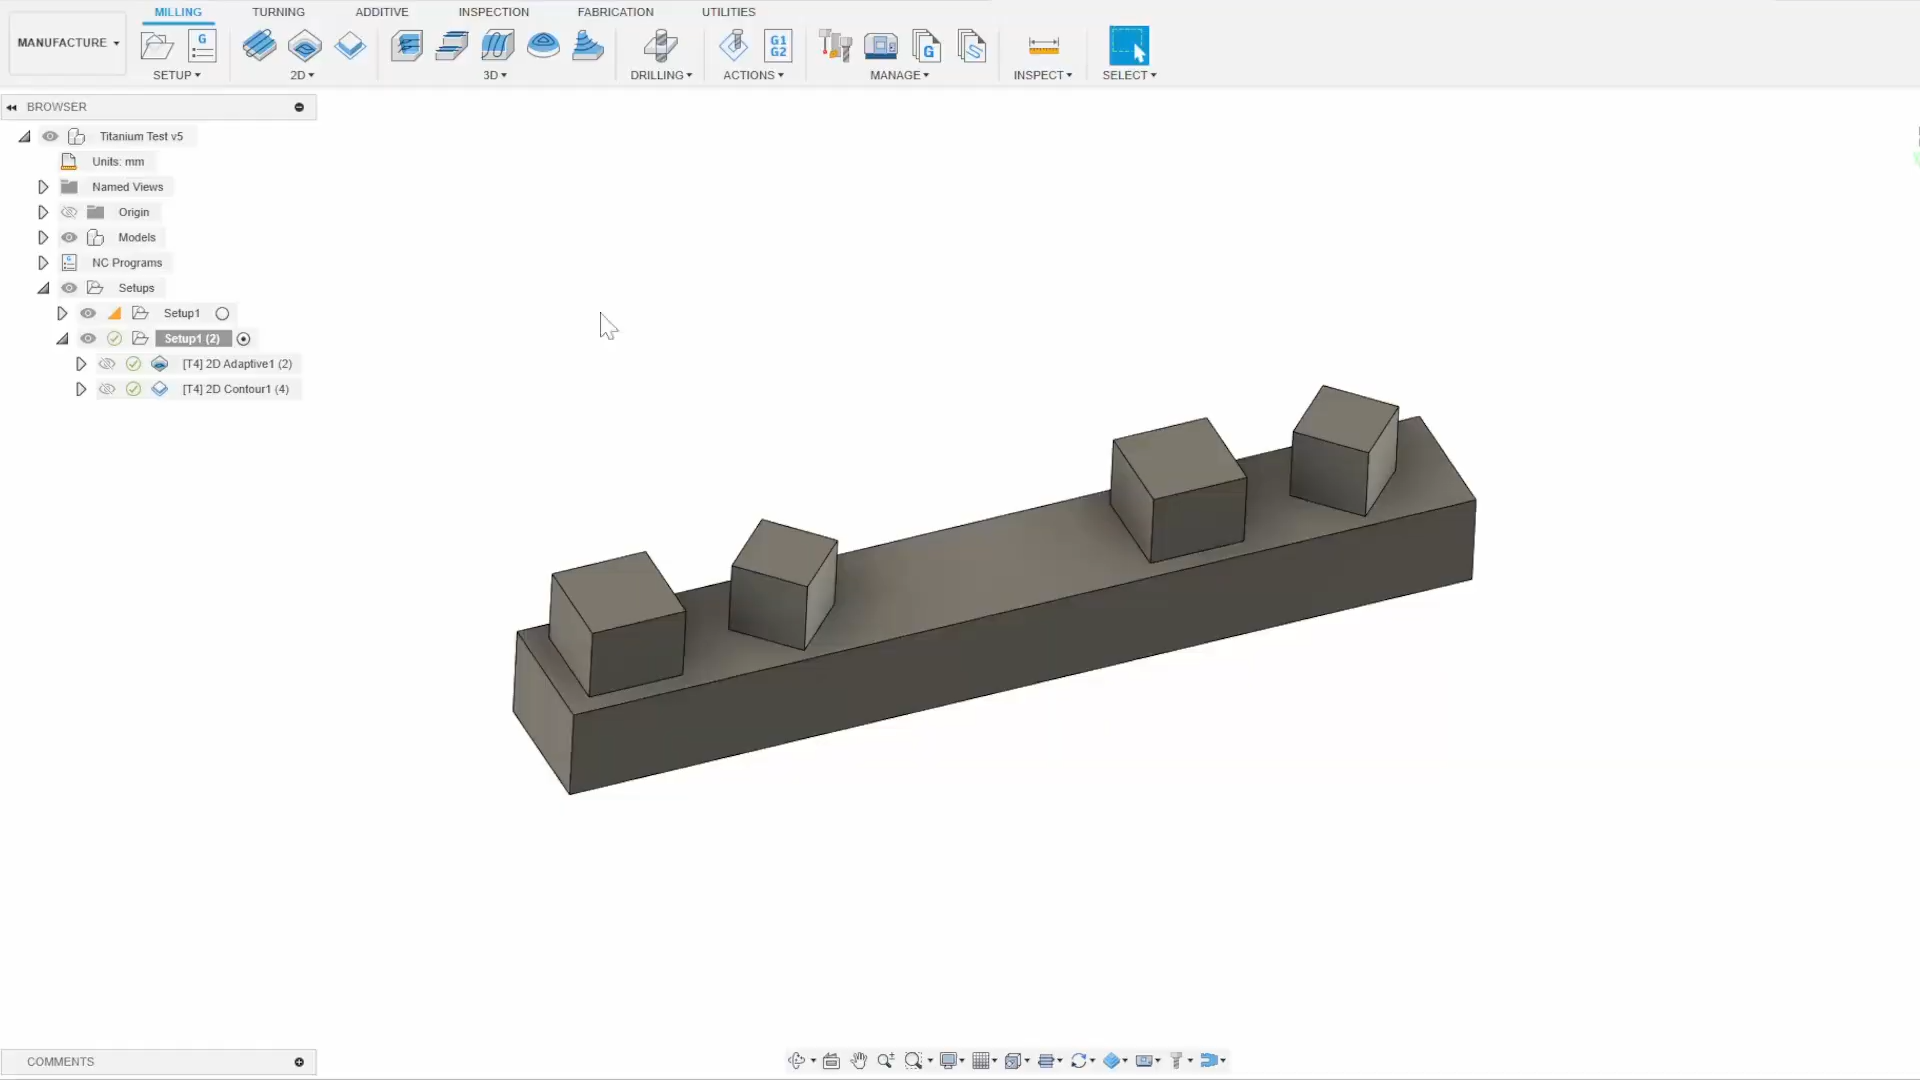 MILLING TURNING ADDITIVE INSPECTION FABRICATION UTILITIES
MANUFACTURE
G G1 G2 G
SETUP 2D 3D DRILLING ACTIONS MANAGE INSPECT SELECT
BROWSER
Titanium Test v5
Units: mm
Named Views
Origin
Models
NC Programs
Setups
Setup1
Setup1 (2)
[T4] 2D Adaptive1 (2)
[T4] 2D Contour1 (4)
COMMENTS